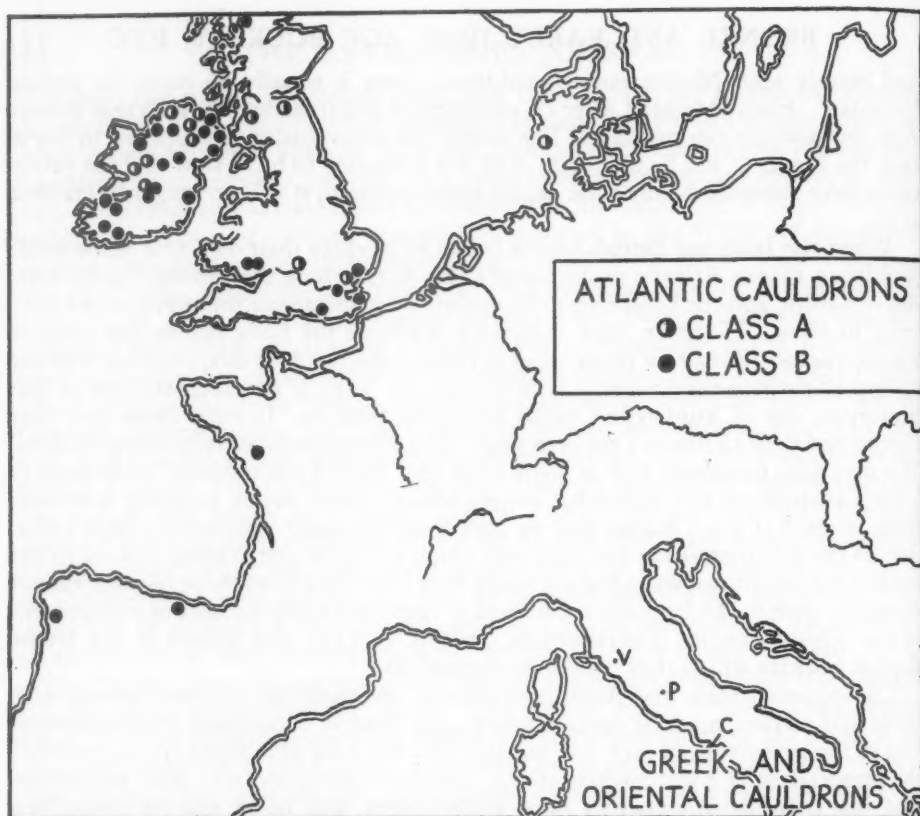 ATLANTIC CAULDRONS
CLASS A
CLASS B
V
P
C
GREEK AND
ORIENTAL CAULDRONS